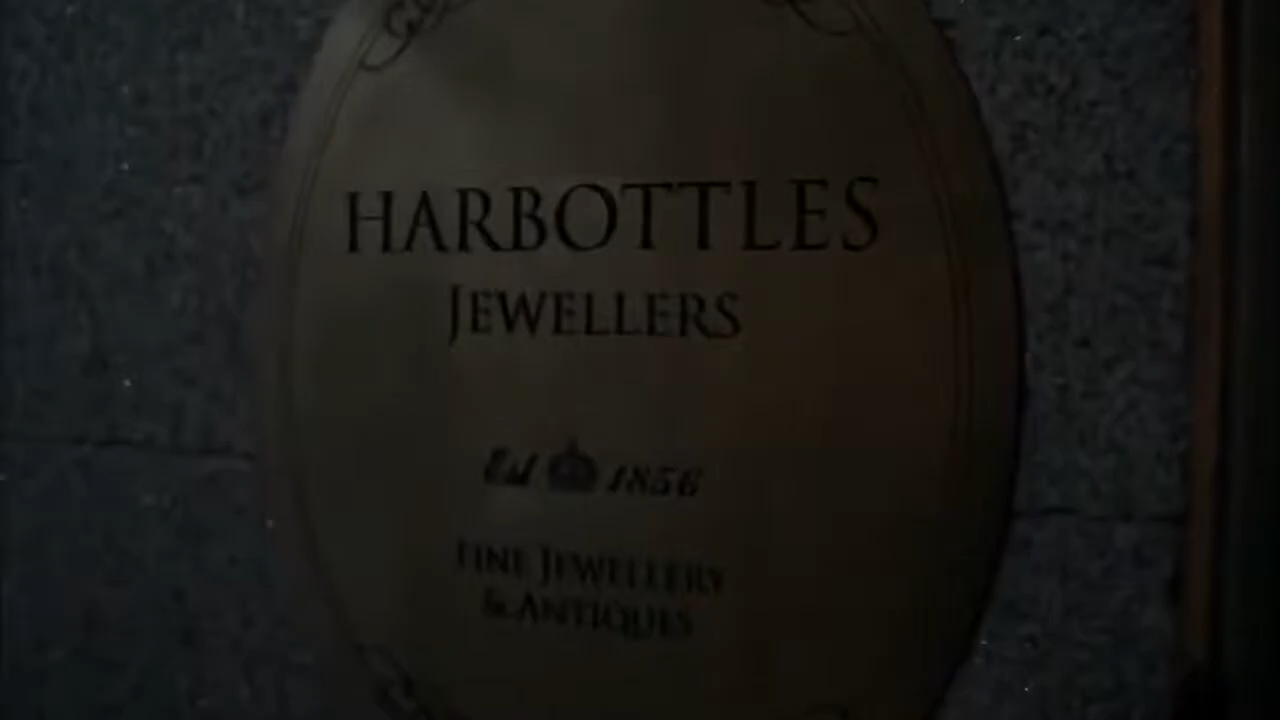 HARBOTTLES
JEWELLERS
Est 1856
FINE JEWELLERY
& ANTIQUES